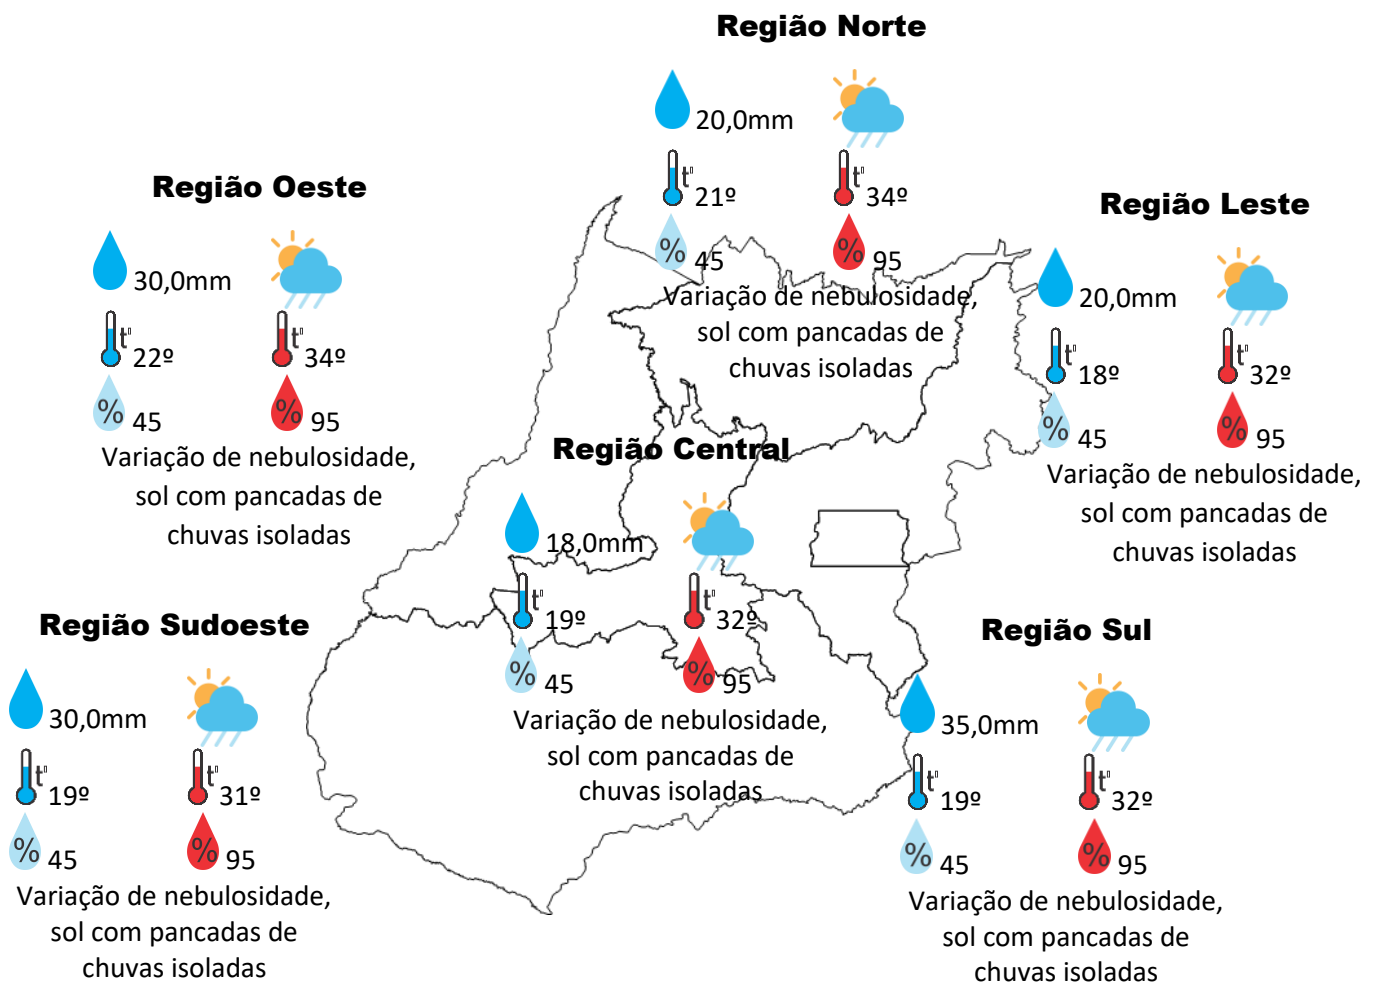 Região Norte
20,0mm
t°
21º
t°
34º
%
45
%
95
Variação de nebulosidade,
sol com pancadas de
chuvas isoladas
Região Oeste
30,0mm
t°
22º
t°
34º
%
45
%
95
Variação de nebulosidade,
sol com pancadas de
chuvas isoladas
Região Leste
20,0mm
t°
18º
t°
32º
%
45
%
95
Variação de nebulosidade,
sol com pancadas de
chuvas isoladas
Região Central
18,0mm
t°
19º
t°
32º
%
45
%
95
Variação de nebulosidade,
sol com pancadas de
chuvas isoladas
Região Sudoeste
30,0mm
t°
19º
t°
31º
%
45
%
95
Variação de nebulosidade,
sol com pancadas de
chuvas isoladas
Região Sul
35,0mm
t°
19º
t°
32º
%
45
%
95
Variação de nebulosidade,
sol com pancadas de
chuvas isoladas